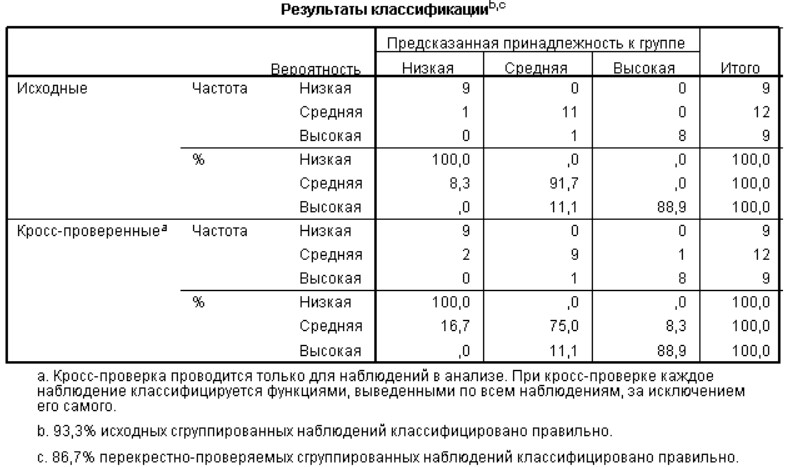 Результаты классификацииb,c
Предсказанная принадлежность к группе
Вероятность Низкая Средняя Высокая Итого
Исходные Частота Низкая 9 0 0 9
Средняя 1 11 0 12
Высокая 0 1 8 9
% Низкая 100,0 ,0 ,0 100,0
Средняя 8,3 91,7 ,0 100,0
Высокая ,0 11,1 88,9 100,0
Кросс-проверенныеa Частота Низкая 9 0 0 9
Средняя 2 9 1 12
Высокая 0 1 8 9
% Низкая 100,0 ,0 ,0 100,0
Средняя 16,7 75,0 8,3 100,0
Высокая ,0 11,1 88,9 100,0
a. Кросс-проверка проводится только для наблюдений в анализе. При кросс-проверке каждое
наблюдение классифицируется функциями, выведенными по всем наблюдениям, за исключением
его самого.
b. 93,3% исходных сгруппированных наблюдений классифицировано правильно.
c. 86,7% перекрестно-проверяемых сгруппированных наблюдений классифицировано правильно.